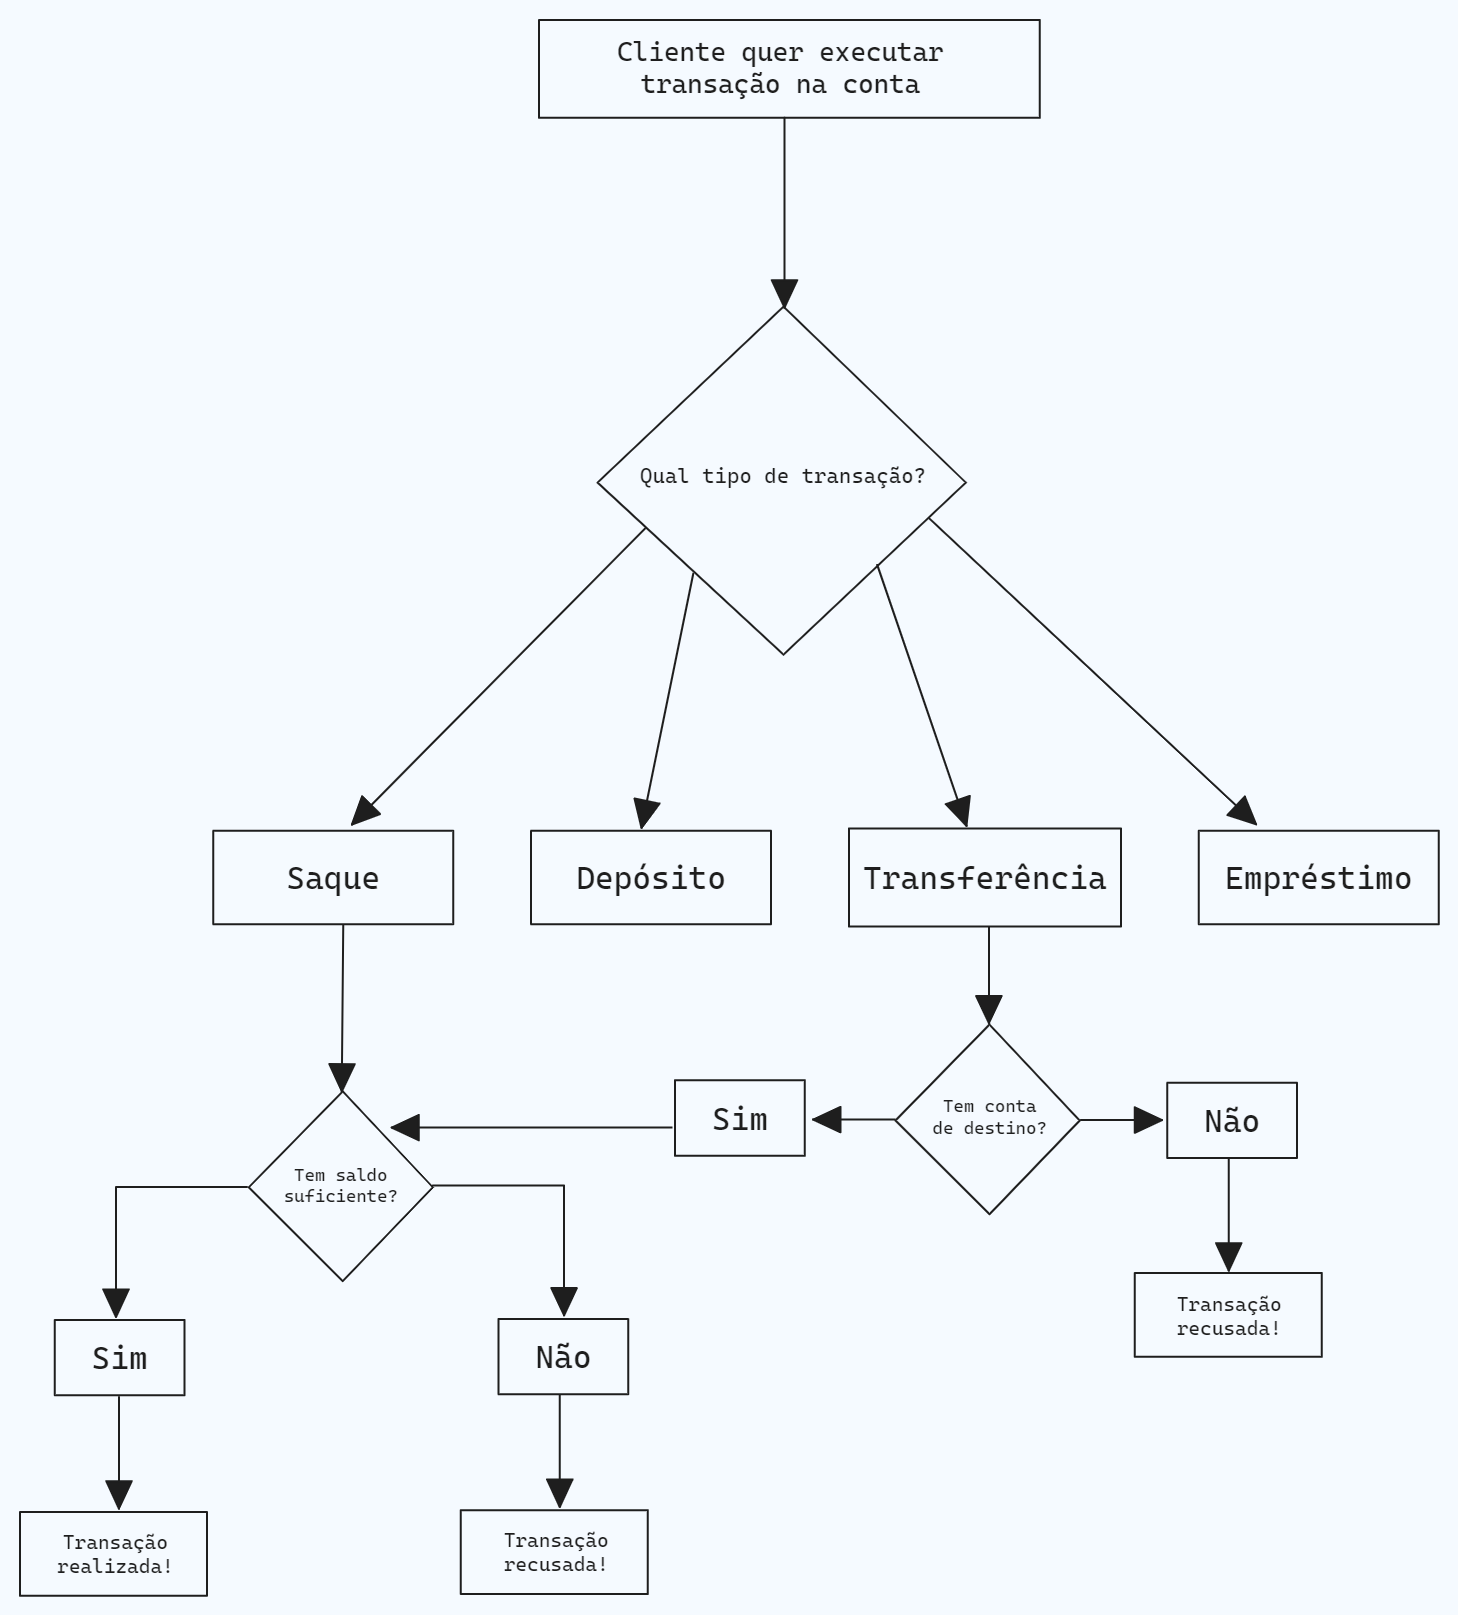 Cliente quer executar
transação na conta
Qual tipo de transação?
Saque
Depósito
Transferência
Empréstimo
Tem conta
de destino?
Sim
Não
Tem saldo
suficiente?
Transação
recusada!
Sim
Não
Transação
realizada!
Transação
recusada!